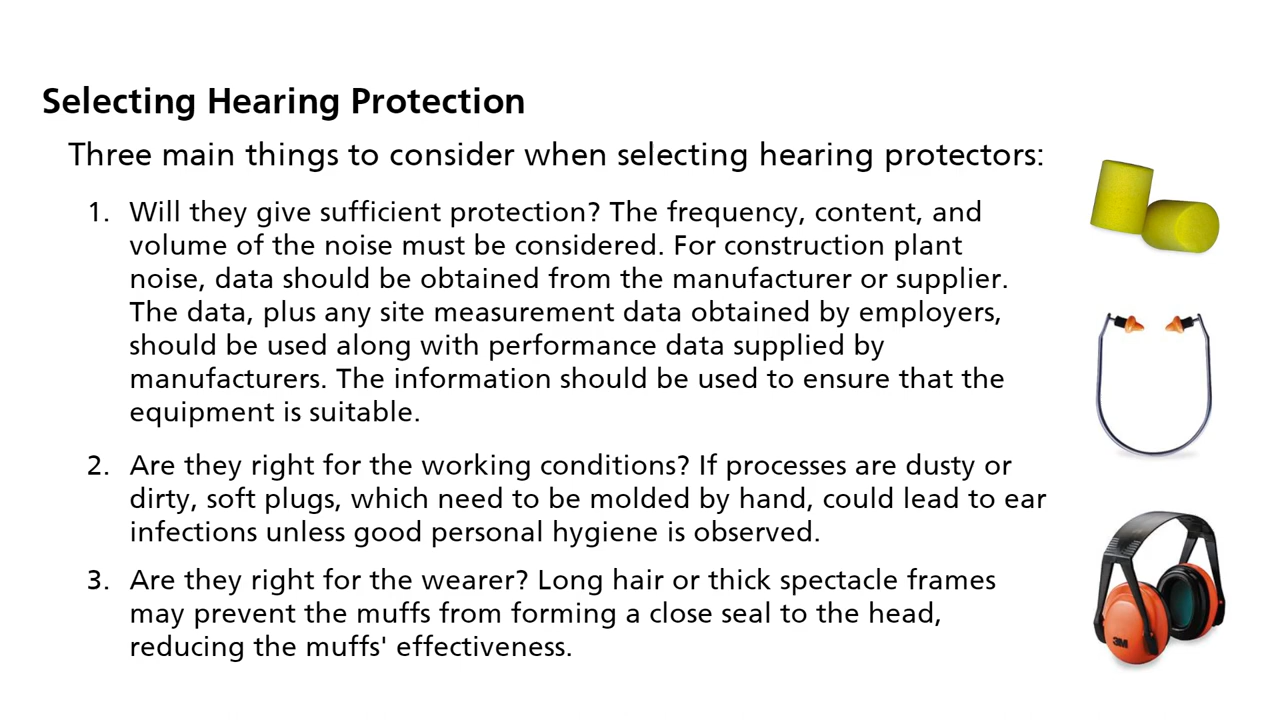 Selecting Hearing Protection
Three main things to consider when selecting hearing protectors:
1. Will they give sufficient protection? The frequency, content, and
volume of the noise must be considered. For construction plant
noise, data should be obtained from the manufacturer or supplier.
The data, plus any site measurement data obtained by employers,
should be used along with performance data supplied by
manufacturers. The information should be used to ensure that the
equipment is suitable.
2. Are they right for the working conditions? If processes are dusty or
dirty, soft plugs, which need to be molded by hand, could lead to ear
infections unless good personal hygiene is observed.
3. Are they right for the wearer? Long hair or thick spectacle frames
may prevent the muffs from forming a close seal to the head,
reducing the muffs' effectiveness.
3M